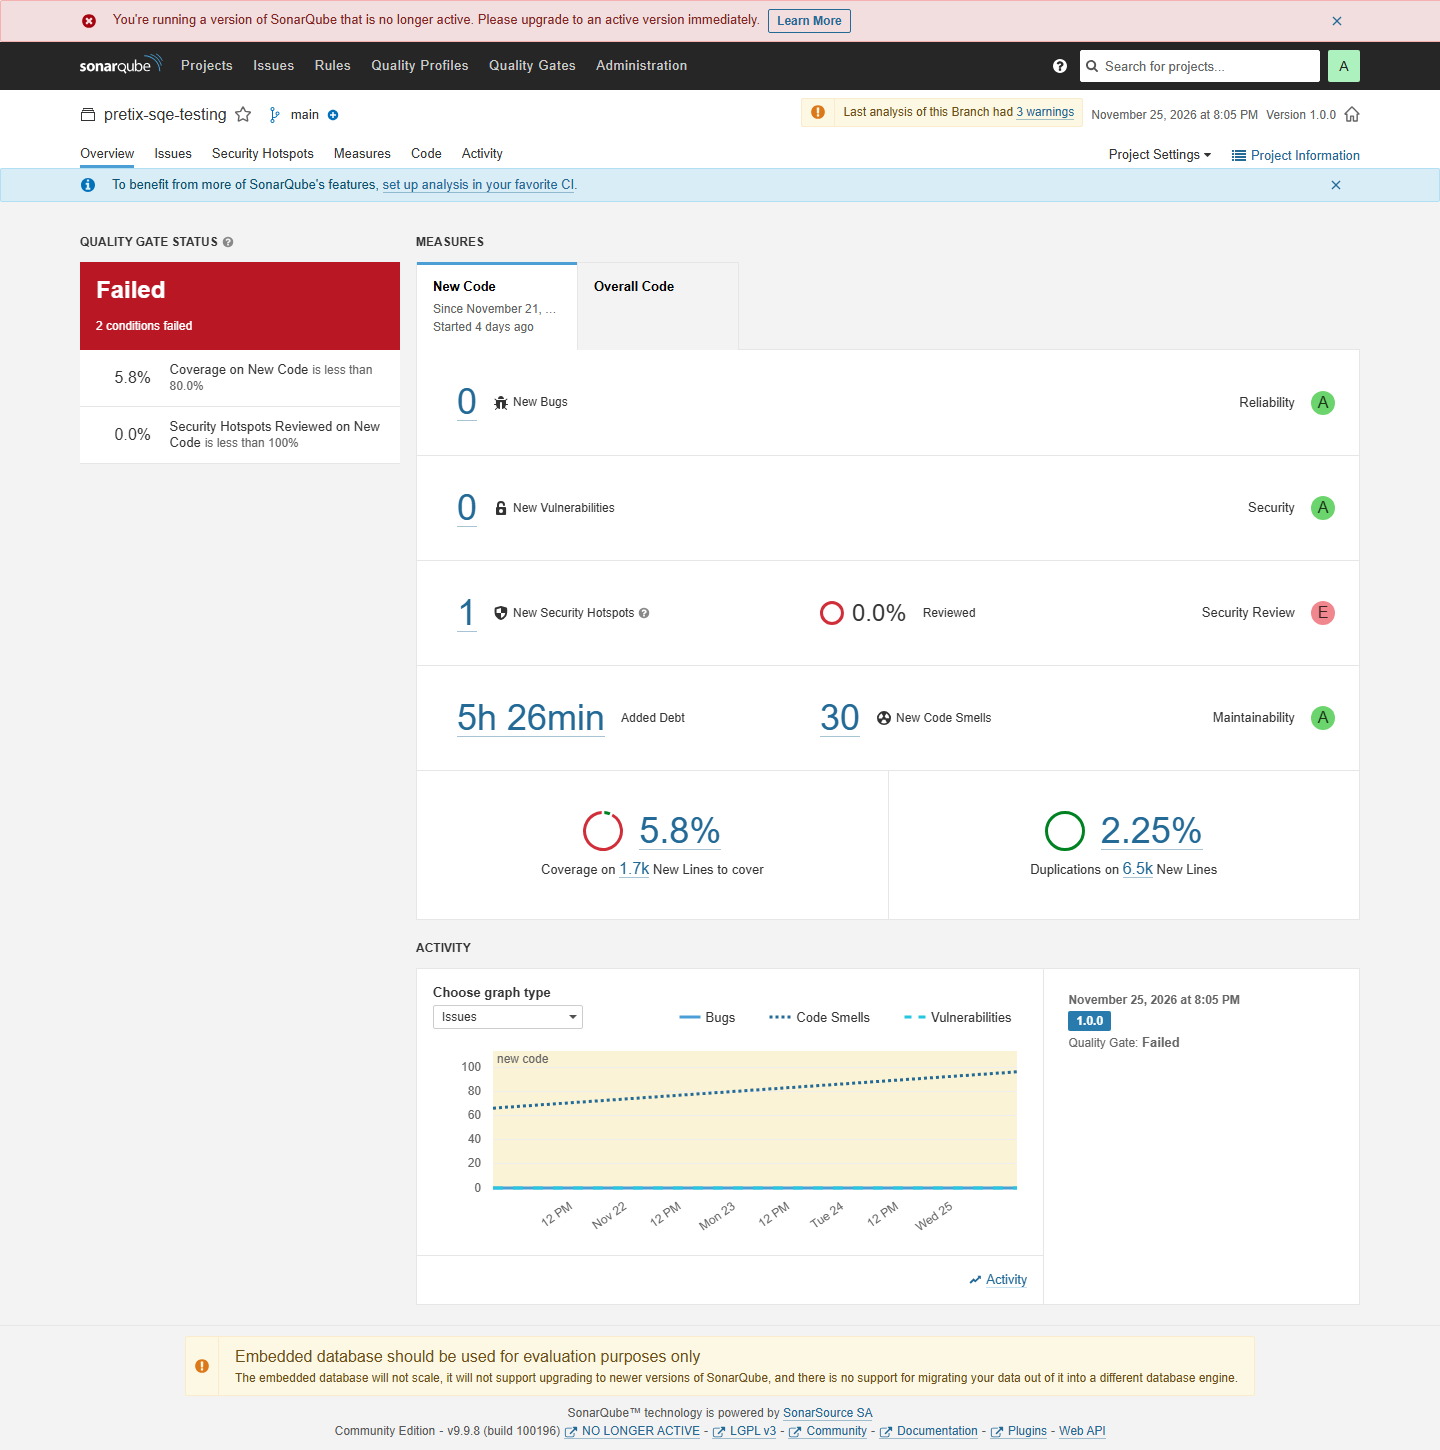 You're running a version of SonarQube that is no longer active. Please upgrade to an active version immediately. Learn More
sonarqube Projects Issues Rules Quality Profiles Quality Gates Administration Search for projects... A
pretix-sqe-testing main Last analysis of this Branch had 3 warnings November 25, 2026 at 8:05 PM Version 1.0.0
Overview Issues Security Hotspots Measures Code Activity Project Settings Project Information
To benefit from more of SonarQube's features, set up analysis in your favorite CI.
QUALITY GATE STATUS
Failed
2 conditions failed
5.8% Coverage on New Code is less than
80.0%
0.0% Security Hotspots Reviewed on New
Code is less than 100%
MEASURES
New Code
Since November 21, ...
Started 4 days ago
Overall Code
0 New Bugs Reliability A
0 New Vulnerabilities Security A
1 New Security Hotspots 0.0% Reviewed Security Review E
5h 26min Added Debt 30 New Code Smells Maintainability A
5.8%
Coverage on 1.7k New Lines to cover
2.25%
Duplications on 6.5k New Lines
ACTIVITY
Choose graph type
Issues
Bugs Code Smells Vulnerabilities
new code
100
80
60
40
20
0
12 PM Nov 22 12 PM Mon 23 12 PM Tue 24 12 PM Wed 25
Activity
November 25, 2026 at 8:05 PM
1.0.0
Quality Gate: Failed
Embedded database should be used for evaluation purposes only
The embedded database will not scale, it will not support upgrading to newer versions of SonarQube, and there is no support for migrating your data out of it into a different database engine.
SonarQube™ technology is powered by SonarSource SA
Community Edition - v9.9.8 (build 100196) NO LONGER ACTIVE - LGPL v3 - Community - Documentation - Plugins - Web API